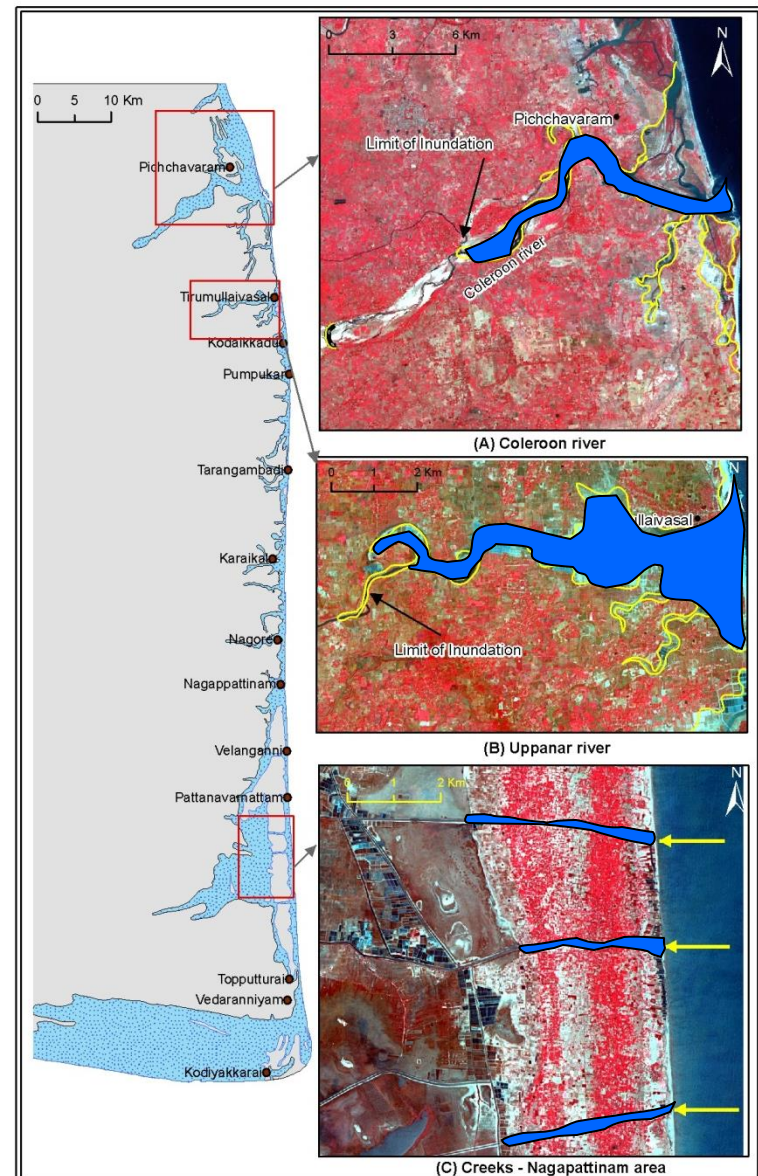 0 10 Km
Pichchavaram
Tirumullaivasal
Kodaikkadu
Pumpukar
Tarangambadi
Karaikal
Nagore
Nagappattinam
Velanganni
Pattanavamattam
Topputturai
Vedaranniyam
Kodiyakkarai
0 3 6 Km
N
Pichchavaram
Limit of Inundation
Coleroon river
(A) Coleroon river
0 1 2 Km
N
llaivasal
Limit of Inundation
(B) Uppanar river
0 1 2 Km
N
(C) Creeks - Nagapattinam area